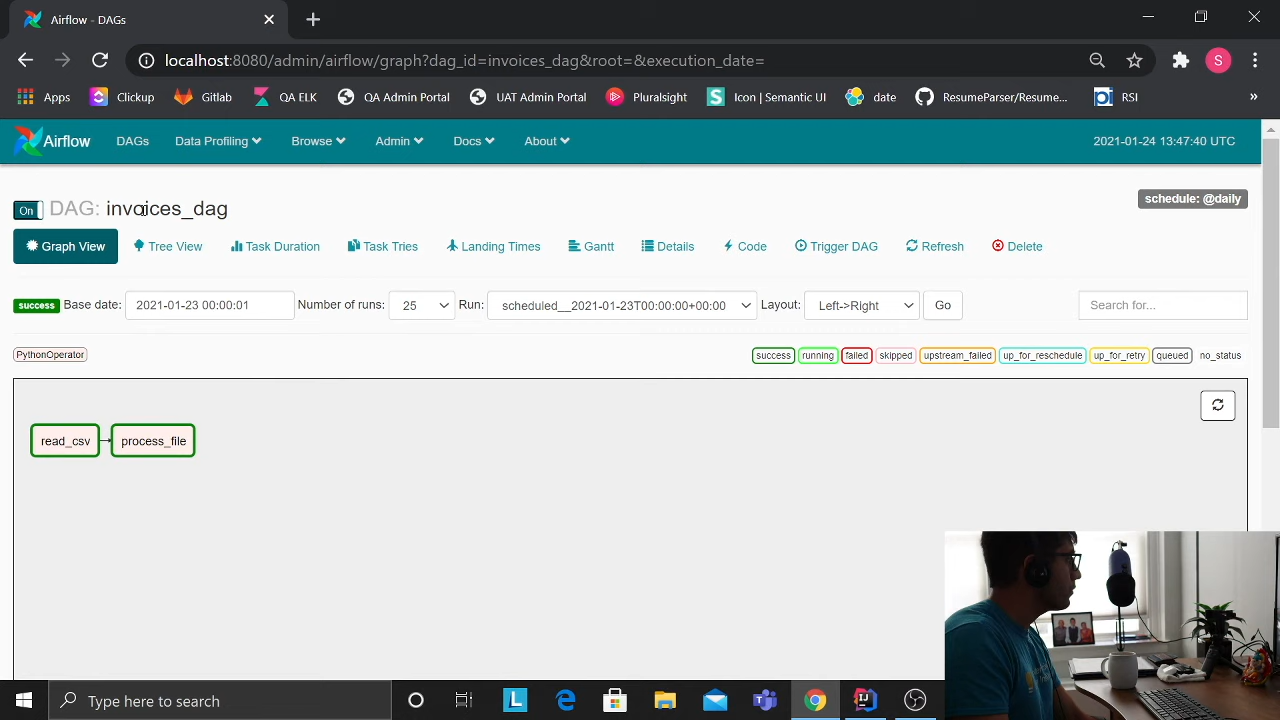 Airflow - DAGs
localhost:8080/admin/airflow/graph?dag_id=invoices_dag&root=&execution_date=
S
Apps Clickup Gitlab QA ELK QA Admin Portal UAT Admin Portal Pluralsight Icon | Semantic UI date ResumeParser/Resume... RSI »
Airflow DAGs Data Profiling Browse Admin Docs About 2021-01-24 13:47:40 UTC
On DAG: invoices_dag schedule: @daily
Graph View Tree View Task Duration Task Tries Landing Times Gantt Details Code Trigger DAG Refresh Delete
success Base date: 2021-01-23 00:00:01 Number of runs: 25 Run: scheduled__2021-01-23T00:00:00+00:00 Layout: Left->Right Go Search for...
PythonOperator success running failed skipped upstream_failed up_for_reschedule up_for_retry queued no_status
read_csv process_file
Type here to search